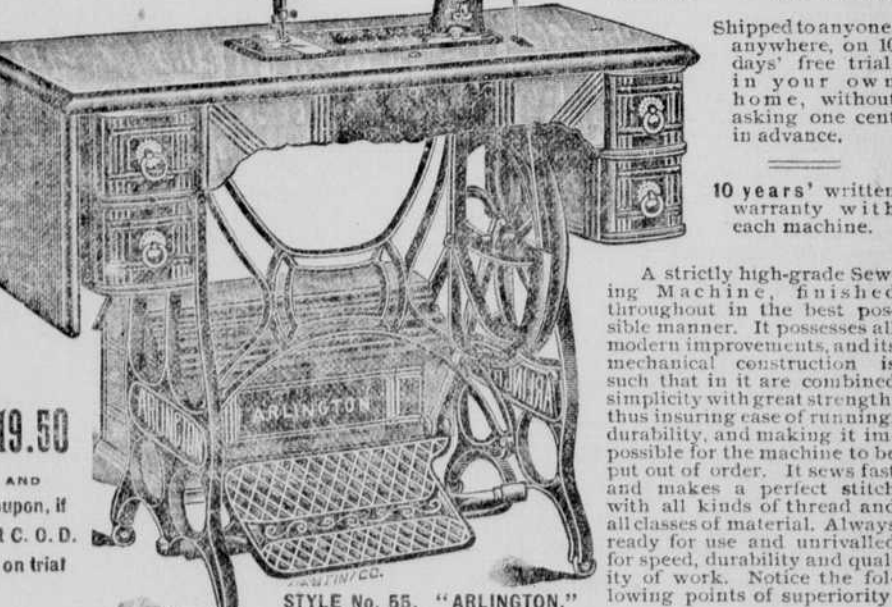 Shipped to anyone,
anywhere, on 10
days' free trial,
in your own
home, without
asking one cent
in advance.
10 years' written
warranty with
each machine.
A strictly high-grade Sew-
ing Machine, finished
throughout in the best pos-
sible manner. It possesses all
modern improvements, and its
mechanical construction is
such that in it are combined
simplicity with great strength,
thus insuring ease of running,
durability, and making it im-
possible for the machine to be
put out of order. It sews fast
and makes a perfect stitch
with all kinds of thread and
all classes of material. Always
ready for use and unrivalled
for speed, durability and qual-
ity of work. Notice the fol-
lowing points of superiority
19.50
AND
upon, if
C. O. D.
on trial
ARLINGTON
ARLINGTON
STYLE No. 55. "ARLINGTON."